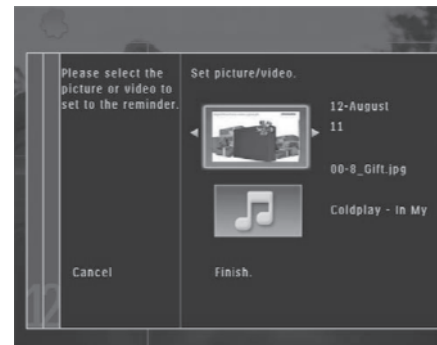 Please select the
picture or video to
set to the reminder.
Set picture/video.
12-August
11
00-8_Gift.jpg
Coldplay - In My
Cancel
Finish.
12